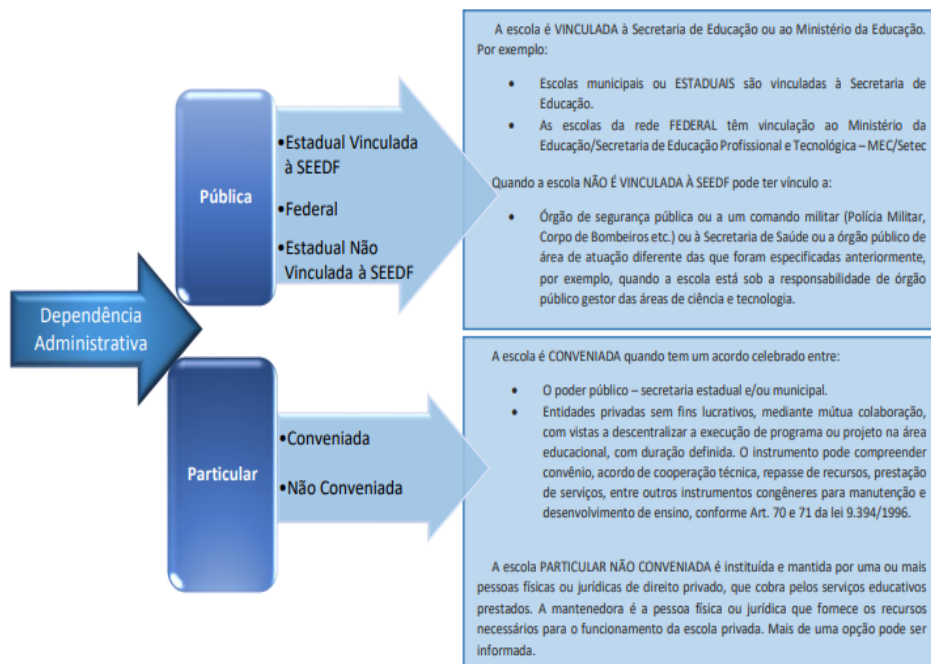 Dependência
Administrativa
Pública
•Estadual Vinculada
à SEEDF
•Federal
•Estadual Não
Vinculada à SEEDF
A escola é VINCULADA à Secretaria de Educação ou ao Ministério da Educação.
Por exemplo:
• Escolas municipais ou ESTADUAIS são vinculadas à Secretaria de
Educação.
• As escolas da rede FEDERAL têm vinculação ao Ministério da
Educação/Secretaria de Educação Profissional e Tecnológica – MEC/Setec
Quando a escola NÃO É VINCULADA À SEEDF pode ter vínculo a:
• Órgão de segurança pública ou a um comando militar (Polícia Militar,
Corpo de Bombeiros etc.) ou à Secretaria de Saúde ou a órgão público de
área de atuação diferente das que foram especificadas anteriormente,
por exemplo, quando a escola está sob a responsabilidade de órgão
público gestor das áreas de ciência e tecnologia.
Particular
•Conveniada
•Não Conveniada
A escola é CONVENIADA quando tem um acordo celebrado entre:
• O poder público – secretaria estadual e/ou municipal.
• Entidades privadas sem fins lucrativos, mediante mútua colaboração,
com vistas a descentralizar a execução de programa ou projeto na área
educacional, com duração definida. O instrumento pode compreender
convênio, acordo de cooperação técnica, repasse de recursos, prestação
de serviços, entre outros instrumentos congêneres para manutenção e
desenvolvimento de ensino, conforme Art. 70 e 71 da lei 9.394/1996.
A escola PARTICULAR NÃO CONVENIADA é instituída e mantida por uma ou mais
pessoas físicas ou jurídicas de direito privado, que cobra pelos serviços educativos
prestados. A mantenedora é a pessoa física ou jurídica que fornece os recursos
necessários para o funcionamento da escola privada. Mais de uma opção pode ser
informada.